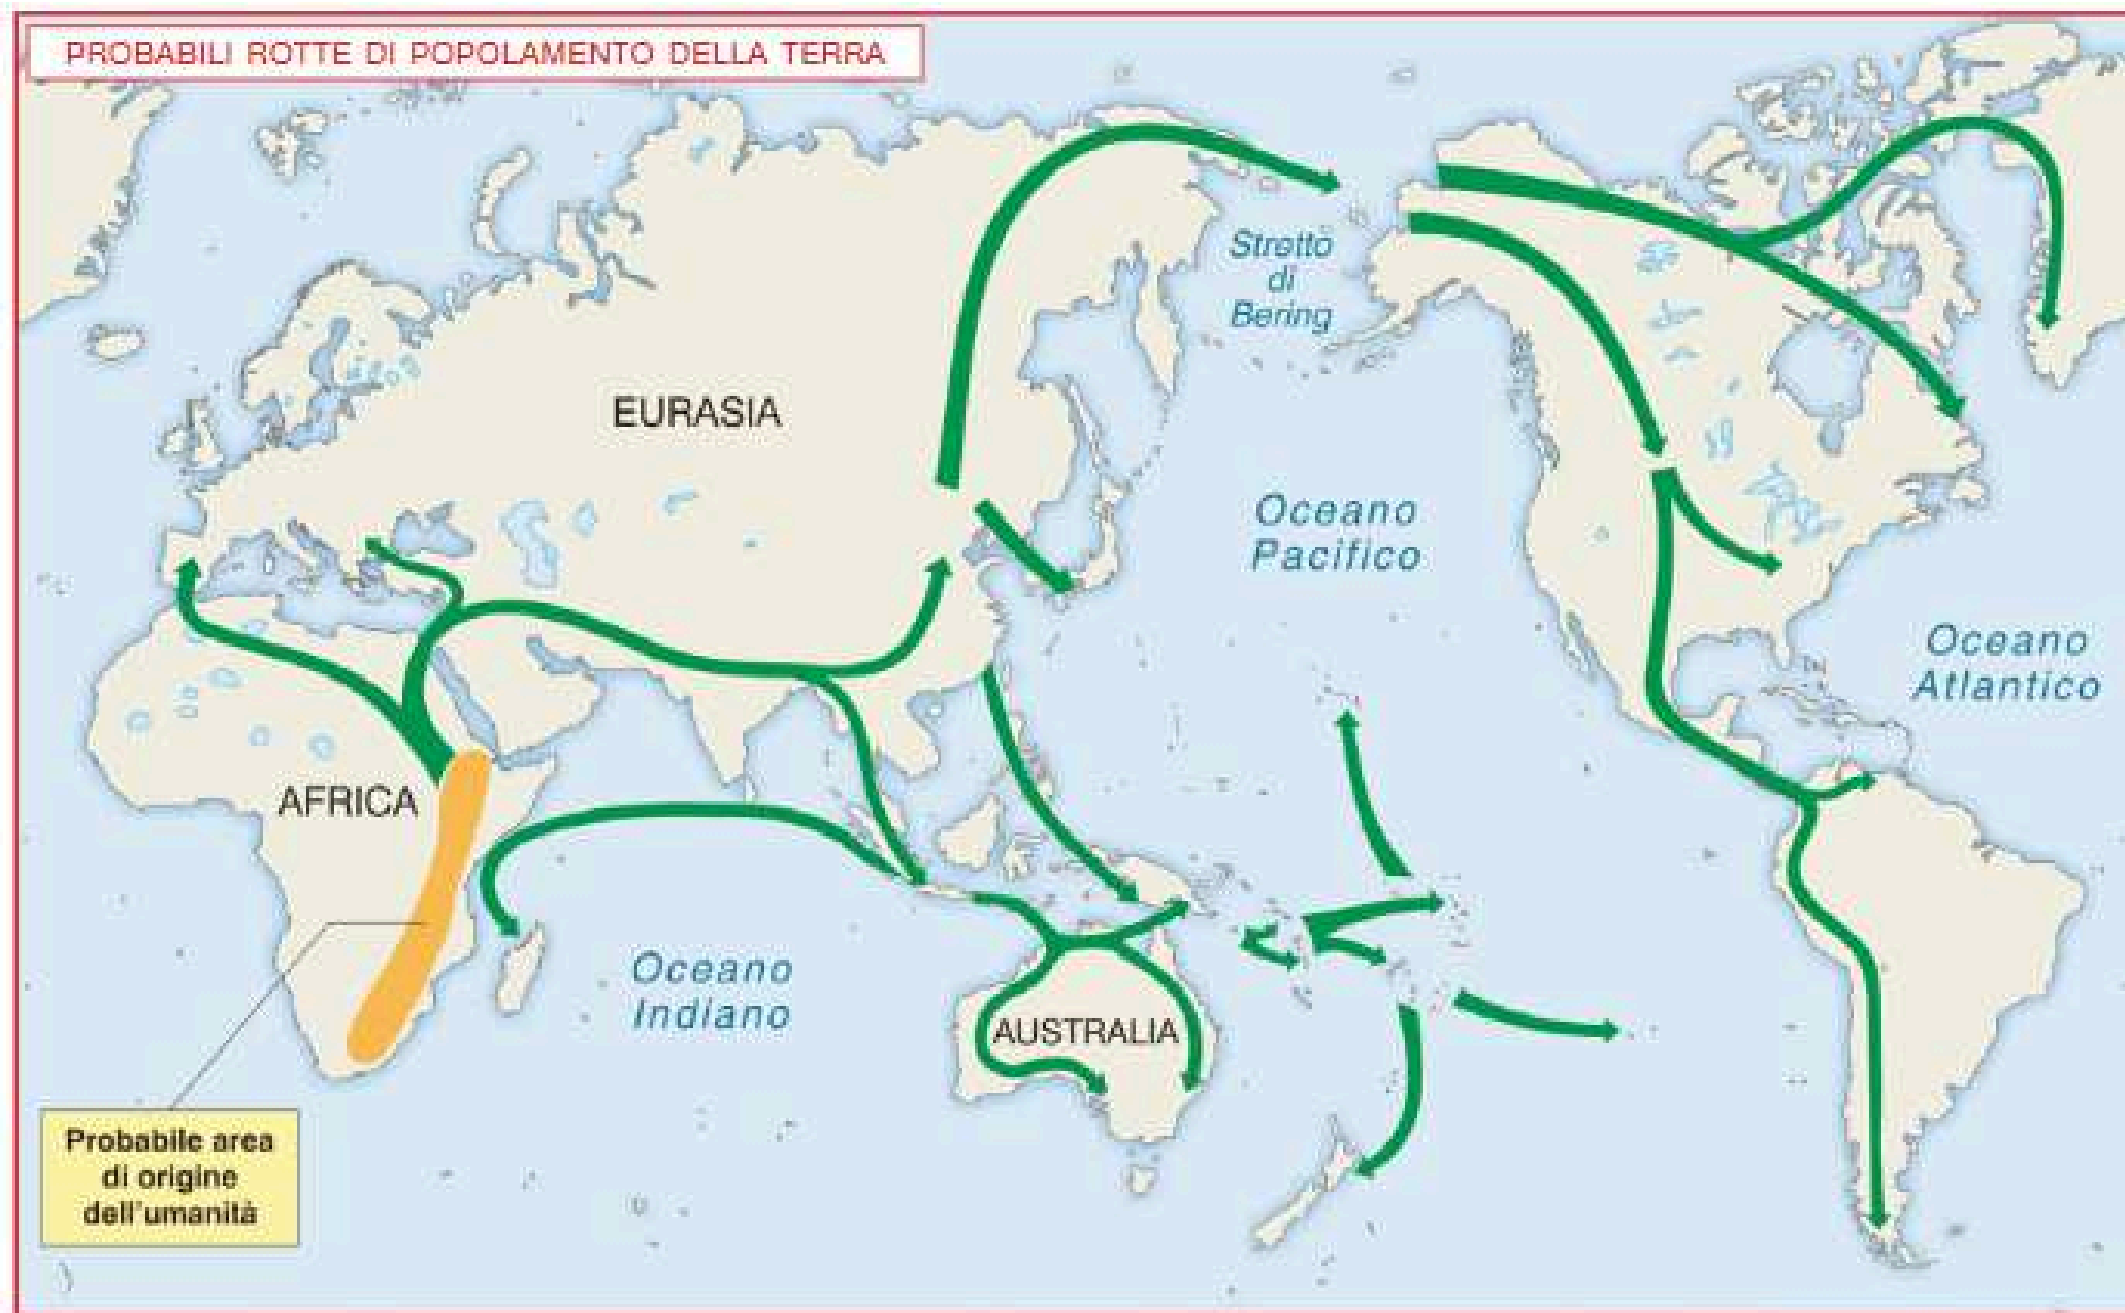 PROBABILI ROTTE DI POPOLAMENTO DELLA TERRA
Stretto
di
Bering
EURASIA
Oceano
Pacifico
Oceano
Atlantico
AFRICA
Oceano
Indiano
AUSTRALIA
Probabile area
di origine
dell'umanità